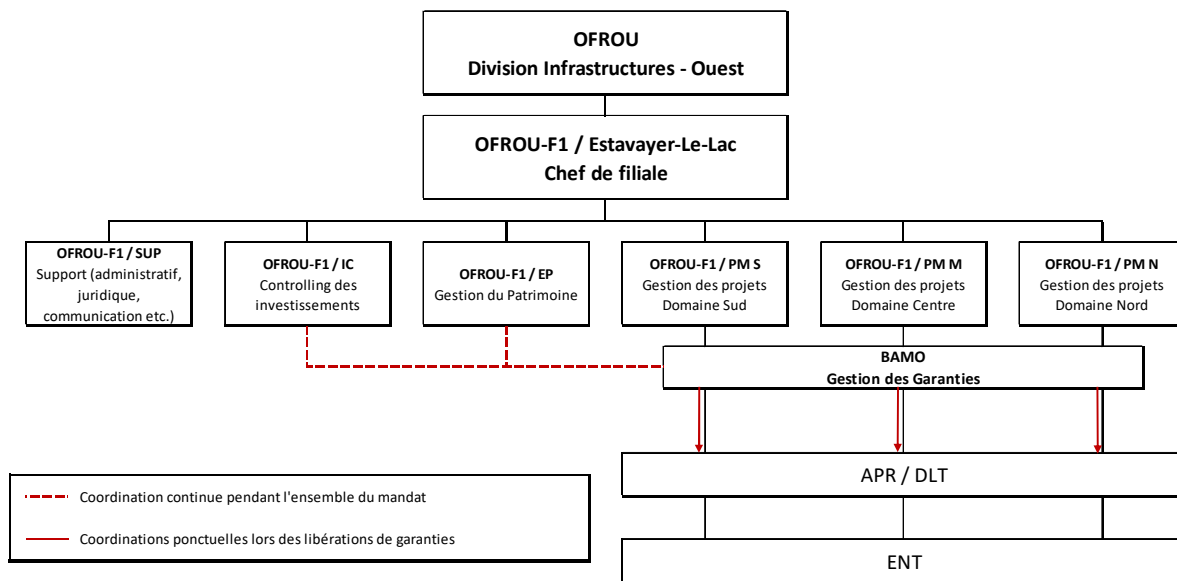 OFROU
Division Infrastructures - Ouest
OFROU-F1 / Estavayer-Le-Lac
Chef de filiale
OFROU-F1 / SUP
Support (administratif,
juridique,
communication etc.)
OFROU-F1 / IC
Controlling des
investissements
OFROU-F1 / EP
Gestion du Patrimoine
OFROU-F1 / PM S
Gestion des projets
Domaine Sud
OFROU-F1 / PM M
Gestion des projets
Domaine Centre
OFROU-F1 / PM N
Gestion des projets
Domaine Nord
BAMO
Gestion des Garanties
APR / DLT
ENT
Coordination continue pendant l'ensemble du mandat
Coordinations ponctuelles lors des libérations de garanties